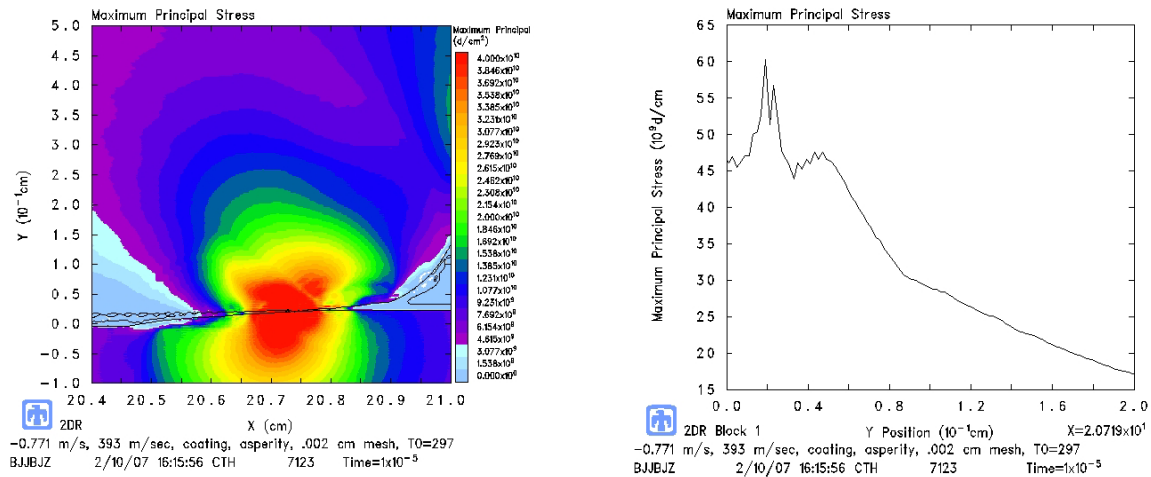 Maximum Principal Stress
Maximum Principal
(d/cm²)
4.000x10¹⁰
3.846x10¹⁰
3.692x10¹⁰
3.538x10¹⁰
3.385x10¹⁰
3.231x10¹⁰
3.077x10¹⁰
2.923x10¹⁰
2.769x10¹⁰
2.615x10¹⁰
2.462x10¹⁰
2.308x10¹⁰
2.154x10¹⁰
2.000x10¹⁰
1.846x10¹⁰
1.692x10¹⁰
1.538x10¹⁰
1.385x10¹⁰
1.231x10¹⁰
1.077x10¹⁰
9.231x10⁹
7.692x10⁹
6.154x10⁹
4.615x10⁹
3.077x10⁹
1.538x10⁹
0.000x10⁰
5.0
4.5
4.0
3.5
3.0
2.5
2.0
1.5
1.0
0.5
0.0
-0.5
-1.0
Y (10⁻¹cm)
20.4 20.5 20.6 20.7 20.8 20.9 21.0
2DR X (cm)
-0.771 m/s, 393 m/sec, coating, asperity, .002 cm mesh, T0=297
BJJBJZ 2/10/07 16:15:56 CTH 7123 Time=1x10⁻⁵
Maximum Principal Stress
65
60
55
50
45
40
35
30
25
20
15
Maximum Principal Stress (10⁹d/cm)
0.0 0.4 0.8 1.2 1.6 2.0
2DR Block 1 Y Position (10⁻¹cm) X=2.0719x10¹
-0.771 m/s, 393 m/sec, coating, asperity, .002 cm mesh, T0=297
BJJBJZ 2/10/07 16:15:56 CTH 7123 Time=1x10⁻⁵